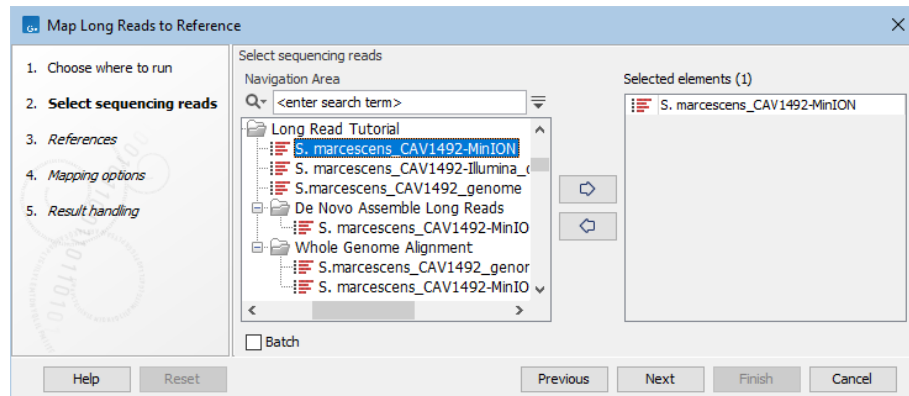 Map Long Reads to Reference
1. Choose where to run
2. Select sequencing reads
3. References
4. Mapping options
5. Result handling
Select sequencing reads
Navigation Area
<enter search term>
Long Read Tutorial
S. marcescens_CAV1492-MinION
S. marcescens_CAV1492-Illumina_
S.marcescens_CAV1492_genome
De Novo Assemble Long Reads
S. marcescens_CAV1492-MinIO
Whole Genome Alignment
S.marcescens_CAV1492_genor
S. marcescens_CAV1492-MinIO
Batch
Selected elements (1)
S. marcescens_CAV1492-MinION
Help Reset Previous Next Finish Cancel